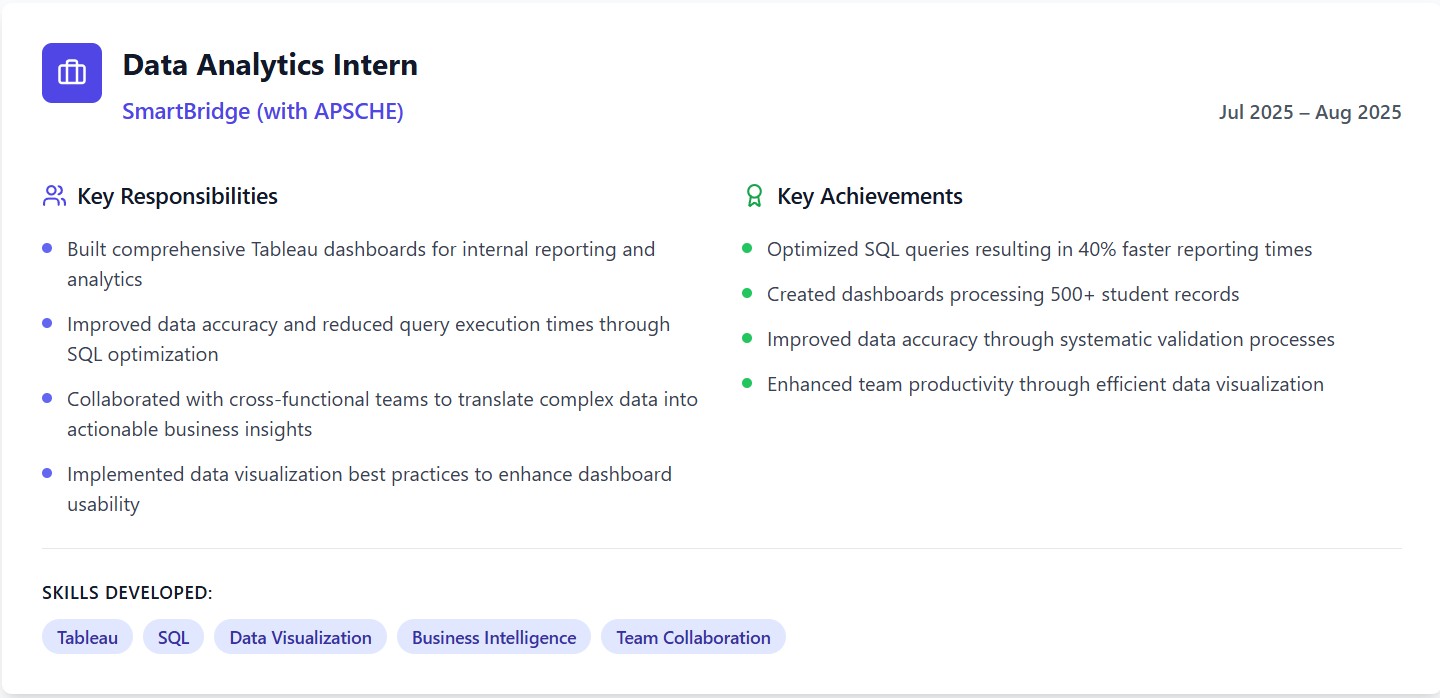 Data Analytics Intern
SmartBridge (with APSCHE)
Jul 2025 – Aug 2025
Key Responsibilities
Built comprehensive Tableau dashboards for internal reporting and
analytics
Improved data accuracy and reduced query execution times through
SQL optimization
Collaborated with cross-functional teams to translate complex data into
actionable business insights
Implemented data visualization best practices to enhance dashboard
usability
Key Achievements
Optimized SQL queries resulting in 40% faster reporting times
Created dashboards processing 500+ student records
Improved data accuracy through systematic validation processes
Enhanced team productivity through efficient data visualization
SKILLS DEVELOPED:
Tableau SQL Data Visualization Business Intelligence Team Collaboration